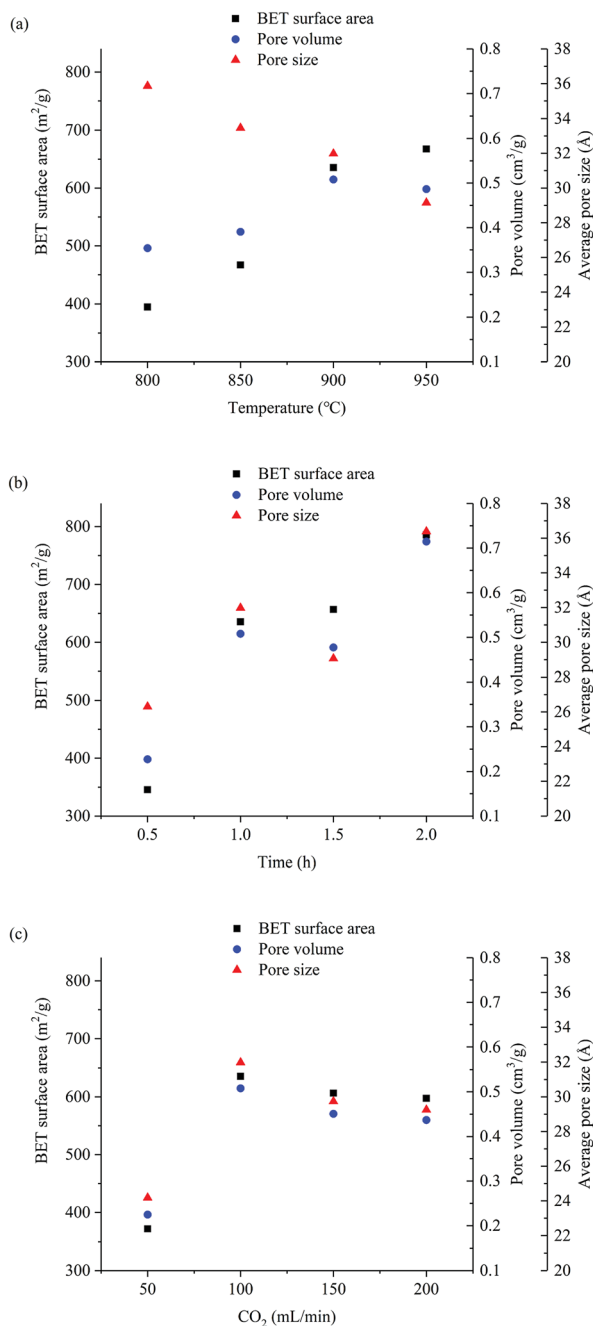 (a)
BET surface area
Pore volume
Pore size
BET surface area (m²/g)
800
700
600
500
400
300
0.8
0.7
0.6
0.5
0.4
0.3
0.2
0.1
Pore volume (cm³/g)
38
36
34
32
30
28
26
24
22
20
Average pore size (Å)
800 850 900 950
Temperature (℃)
(b)
BET surface area
Pore volume
Pore size
BET surface area (m²/g)
800
700
600
500
400
300
0.8
0.7
0.6
0.5
0.4
0.3
0.2
0.1
Pore volume (cm³/g)
38
36
34
32
30
28
26
24
22
20
Average pore size (Å)
0.5 1.0 1.5 2.0
Time (h)
(c)
BET surface area
Pore volume
Pore size
BET surface area (m²/g)
800
700
600
500
400
300
0.8
0.7
0.6
0.5
0.4
0.3
0.2
0.1
Pore volume (cm³/g)
38
36
34
32
30
28
26
24
22
20
Average pore size (Å)
50 100 150 200
CO₂ (mL/min)